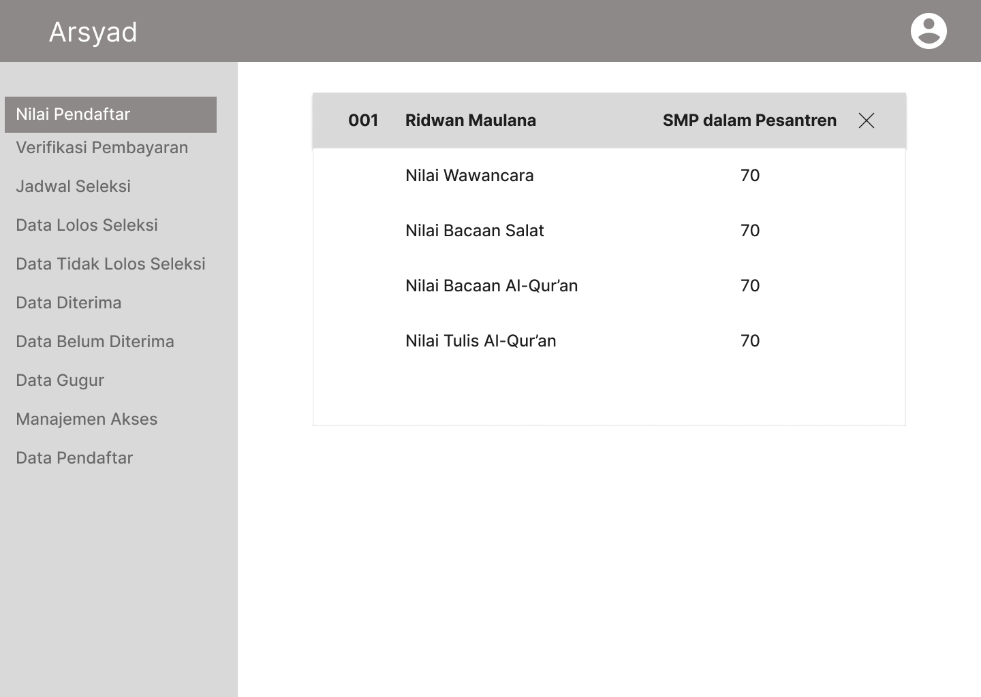 Arsyad
Nilai Pendaftar
Verifikasi Pembayaran
Jadwal Seleksi
Data Lolos Seleksi
Data Tidak Lolos Seleksi
Data Diterima
Data Belum Diterima
Data Gugur
Manajemen Akses
Data Pendaftar
001 Ridwan Maulana SMP dalam Pesantren
Nilai Wawancara 70
Nilai Bacaan Salat 70
Nilai Bacaan Al-Qur’an 70
Nilai Tulis Al-Qur’an 70